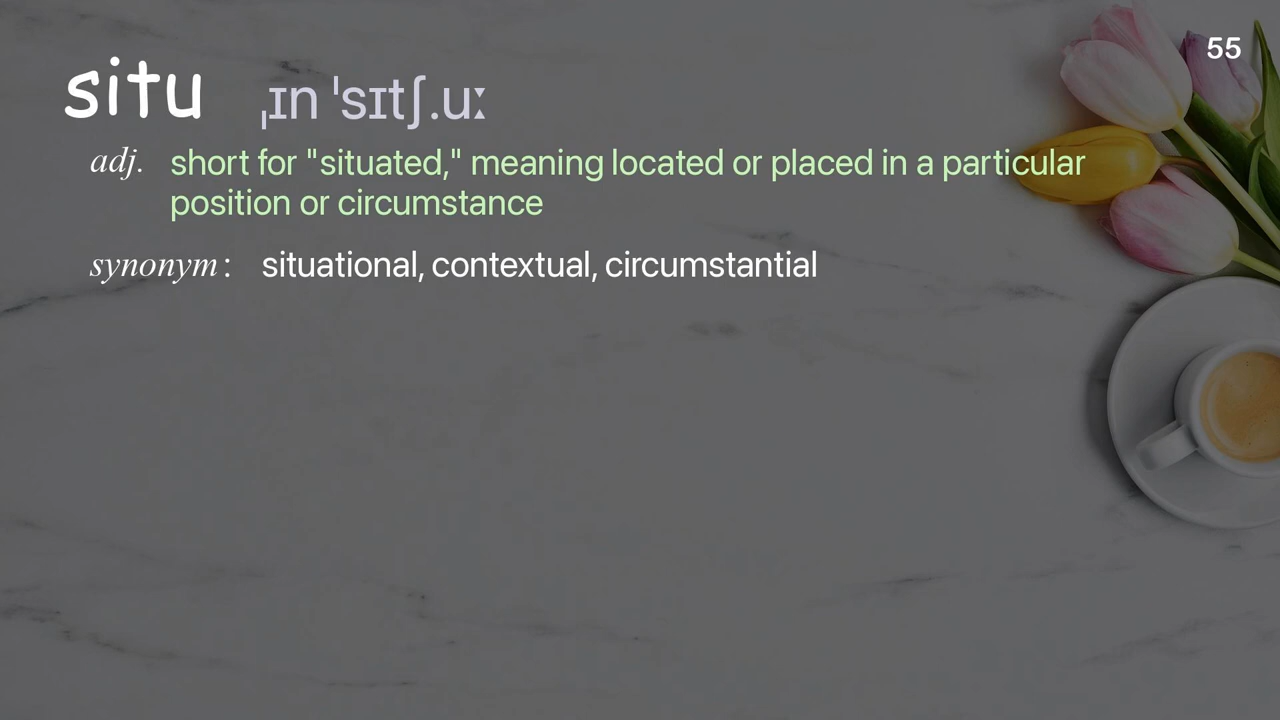 55
situ ˌɪn ˈsɪtʃ.uː
adj. short for "situated," meaning located or placed in a particular
position or circumstance
synonym: situational, contextual, circumstantial